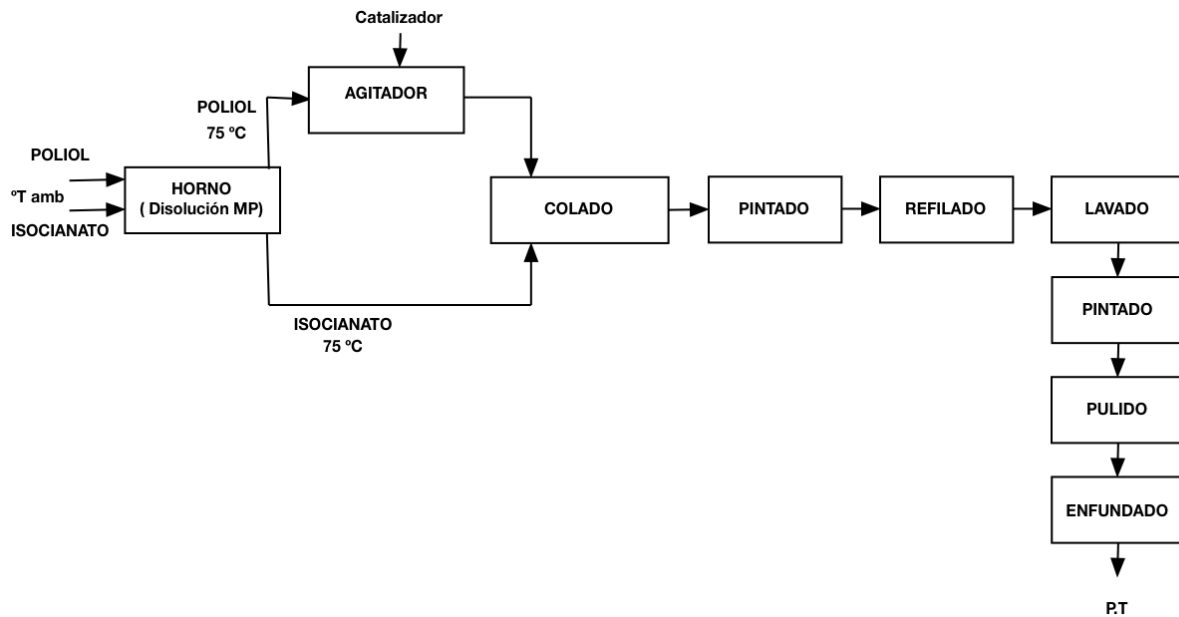 Catalizador
AGITADOR
POLIOL
75 ºC
POLIOL
ºT amb
ISOCIANATO
HORNO
( Disolución MP)
COLADO
PINTADO
REFILADO
LAVADO
ISOCIANATO
75 ºC
PINTADO
PULIDO
ENFUNDADO
P.T